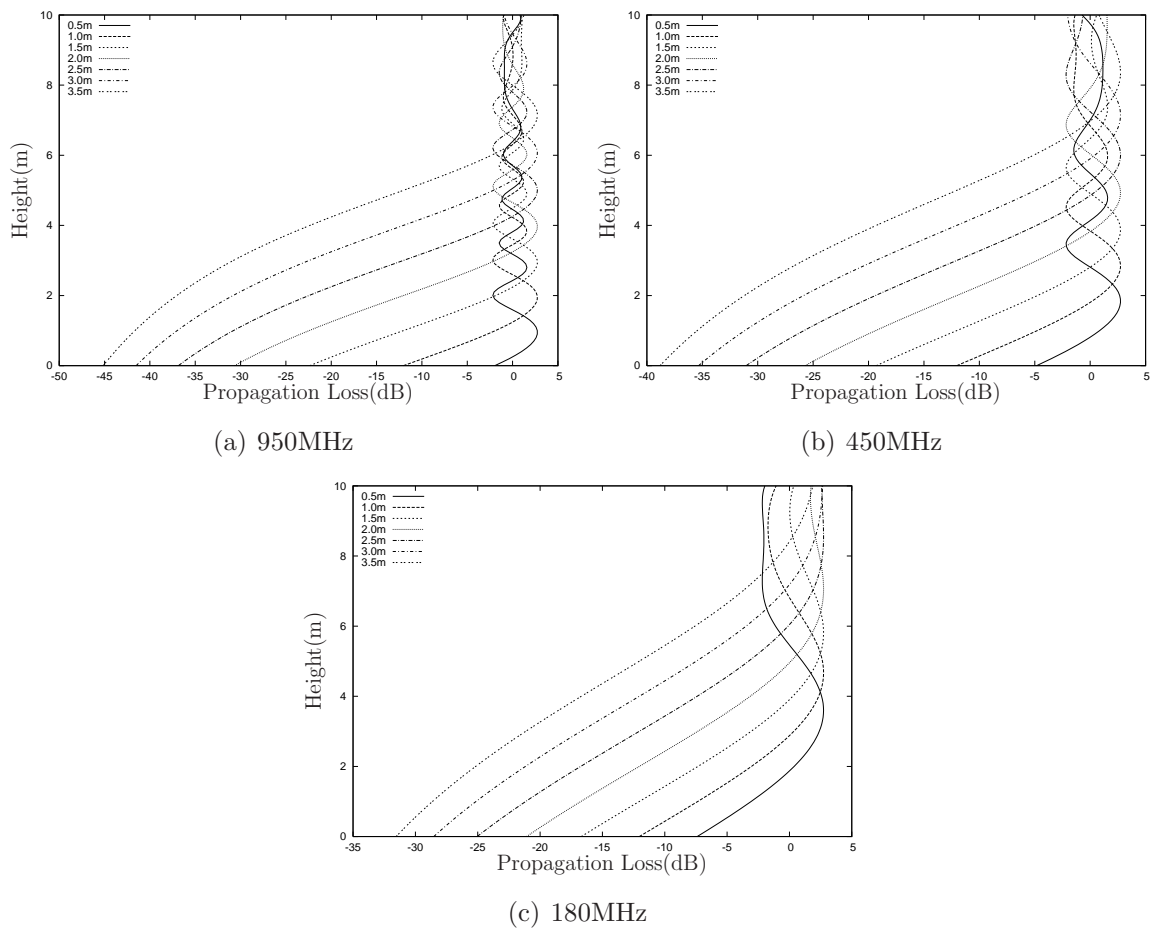 0.5m
1.0m
1.5m
2.0m
2.5m
3.0m
3.5m
10
8
6
4
2
0
Height(m)
-50 -45 -40 -35 -30 -25 -20 -15 -10 -5 0 5
Propagation Loss(dB)
(a) 950MHz
0.5m
1.0m
1.5m
2.0m
2.5m
3.0m
3.5m
10
8
6
4
2
0
Height(m)
-40 -35 -30 -25 -20 -15 -10 -5 0 5
Propagation Loss(dB)
(b) 450MHz
0.5m
1.0m
1.5m
2.0m
2.5m
3.0m
3.5m
10
8
6
4
2
0
Height(m)
-35 -30 -25 -20 -15 -10 -5 0 5
Propagation Loss(dB)
(c) 180MHz